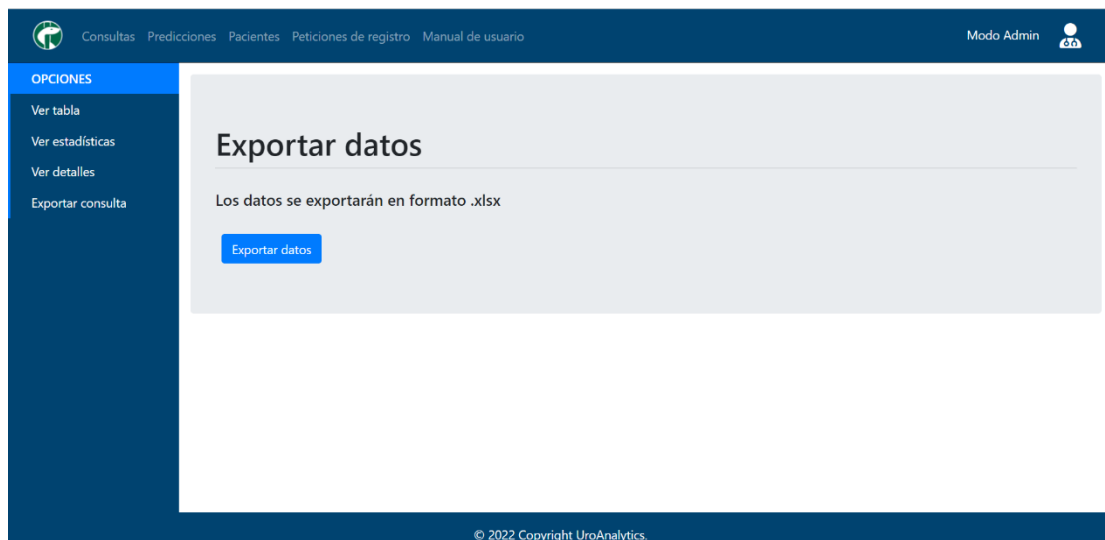 Consultas Predicciones Pacientes Peticiones de registro Manual de usuario Modo Admin
OPCIONES
Ver tabla
Ver estadísticas
Ver detalles
Exportar consulta
Exportar datos
Los datos se exportarán en formato .xlsx
Exportar datos
© 2022 Copyright UroAnalytics.